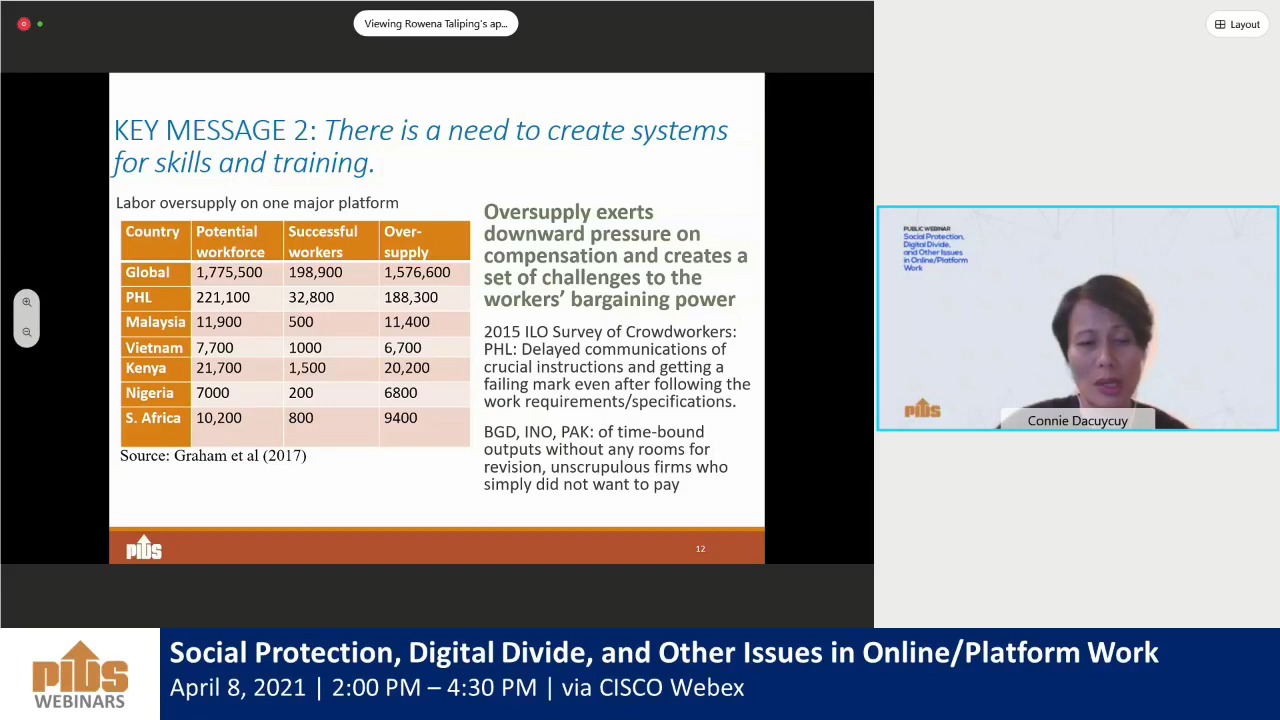 Viewing Rowena Taliping's ap...
Layout
KEY MESSAGE 2: There is a need to create systems
for skills and training.
Labor oversupply on one major platform
Country Potential workforce Successful workers Over-supply
Global 1,775,500 198,900 1,576,600
PHL 221,100 32,800 188,300
Malaysia 11,900 500 11,400
Vietnam 7,700 1000 6,700
Kenya 21,700 1,500 20,200
Nigeria 7000 200 6800
S. Africa 10,200 800 9400
Source: Graham et al (2017)
Oversupply exerts
downward pressure on
compensation and creates a
set of challenges to the
workers' bargaining power
2015 ILO Survey of Crowdworkers:
PHL: Delayed communications of
crucial instructions and getting a
failing mark even after following the
work requirements/specifications.
BGD, INO, PAK: of time-bound
outputs without any rooms for
revision, unscrupulous firms who
simply did not want to pay
PIDS
12
PUBLIC WEBINAR
Social Protection,
Digital Divide,
and Other Issues
in Online/Platform
Work
PIDS
Connie Dacuycuy
PIDS
WEBINARS
Social Protection, Digital Divide, and Other Issues in Online/Platform Work
April 8, 2021 | 2:00 PM – 4:30 PM | via CISCO Webex